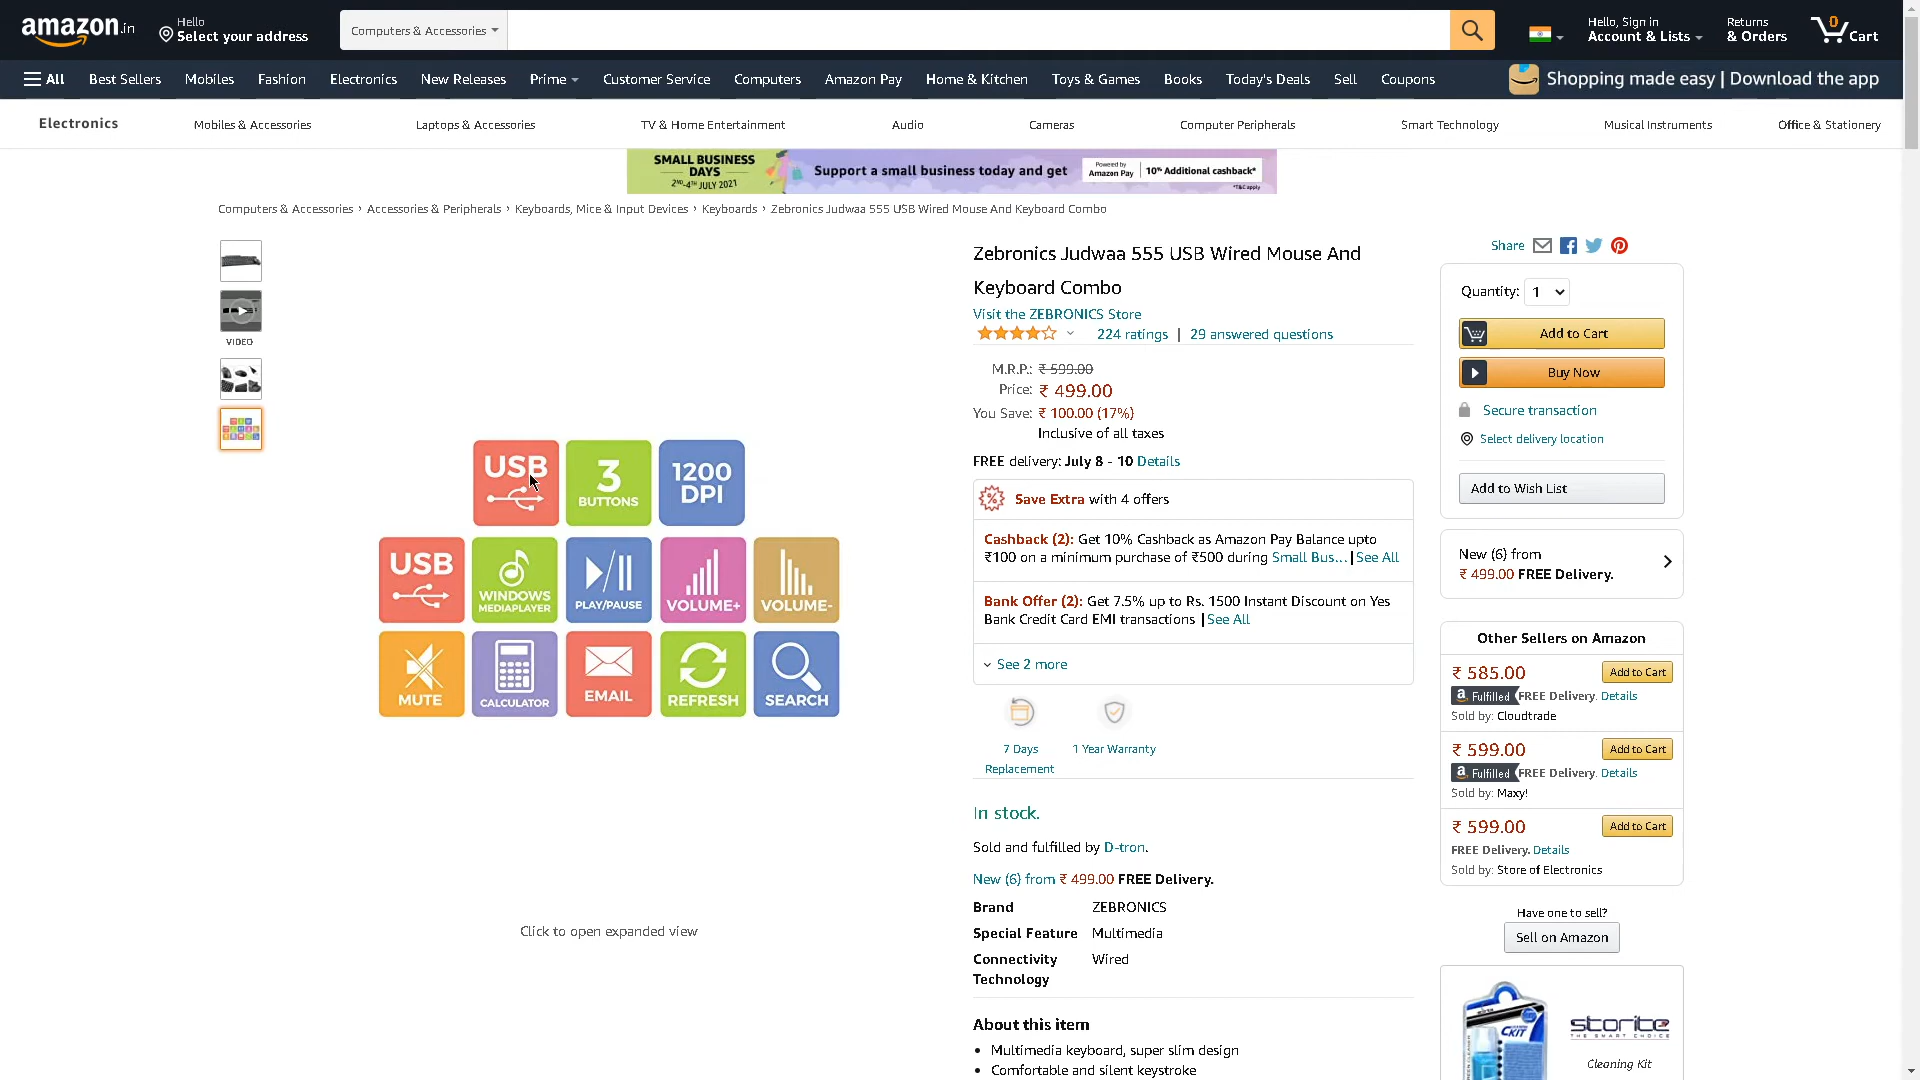 amazon.in
Hello
Select your address
Computers & Accessories
Hello, Sign in
Account & Lists
Returns
& Orders
0
Cart
All
Best Sellers
Mobiles
Fashion
Electronics
New Releases
Prime
Customer Service
Computers
Amazon Pay
Home & Kitchen
Toys & Games
Books
Today's Deals
Sell
Coupons
Shopping made easy | Download the app
Electronics
Mobiles & Accessories
Laptops & Accessories
TV & Home Entertainment
Audio
Cameras
Computer Peripherals
Smart Technology
Musical Instruments
Office & Stationery
SMALL BUSINESS
DAYS
2ND-4TH JULY 2021
Support a small business today and get
Powered by
Amazon Pay
10% Additional cashback*
*T&C apply
Computers & Accessories › Accessories & Peripherals › Keyboards, Mice & Input Devices › Keyboards › Zebronics Judwaa 555 USB Wired Mouse And Keyboard Combo
VIDEO
USB
3
BUTTONS
1200
DPI
USB
WINDOWS
MEDIAPLAYER
PLAY/PAUSE
VOLUME+
VOLUME-
MUTE
CALCULATOR
EMAIL
REFRESH
SEARCH
Click to open expanded view
Zebronics Judwaa 555 USB Wired Mouse And
Keyboard Combo
Visit the ZEBRONICS Store
224 ratings | 29 answered questions
M.R.P.: ₹ 599.00
Price: ₹ 499.00
You Save: ₹ 100.00 (17%)
Inclusive of all taxes
FREE delivery: July 8 - 10 Details
Save Extra with 4 offers
Cashback (2): Get 10% Cashback as Amazon Pay Balance upto
₹100 on a minimum purchase of ₹500 during Small Bus... | See All
Bank Offer (2): Get 7.5% up to Rs. 1500 Instant Discount on Yes
Bank Credit Card EMI transactions | See All
See 2 more
7 Days
Replacement
1 Year Warranty
In stock.
Sold and fulfilled by D-tron.
New (6) from ₹ 499.00 FREE Delivery.
Brand ZEBRONICS
Special Feature Multimedia
Connectivity Wired
Technology
About this item
• Multimedia keyboard, super slim design
• Comfortable and silent keystroke
Share
Quantity: 1
Add to Cart
Buy Now
Secure transaction
Select delivery location
Add to Wish List
New (6) from
₹ 499.00 FREE Delivery.
Other Sellers on Amazon
₹ 585.00
Add to Cart
a Fulfilled FREE Delivery. Details
Sold by: Cloudtrade
₹ 599.00
Add to Cart
a Fulfilled FREE Delivery. Details
Sold by: Maxy!
₹ 599.00
Add to Cart
FREE Delivery. Details
Sold by: Store of Electronics
Have one to sell?
Sell on Amazon
CKIT
storite
THE SMART CHOICE
Cleaning Kit